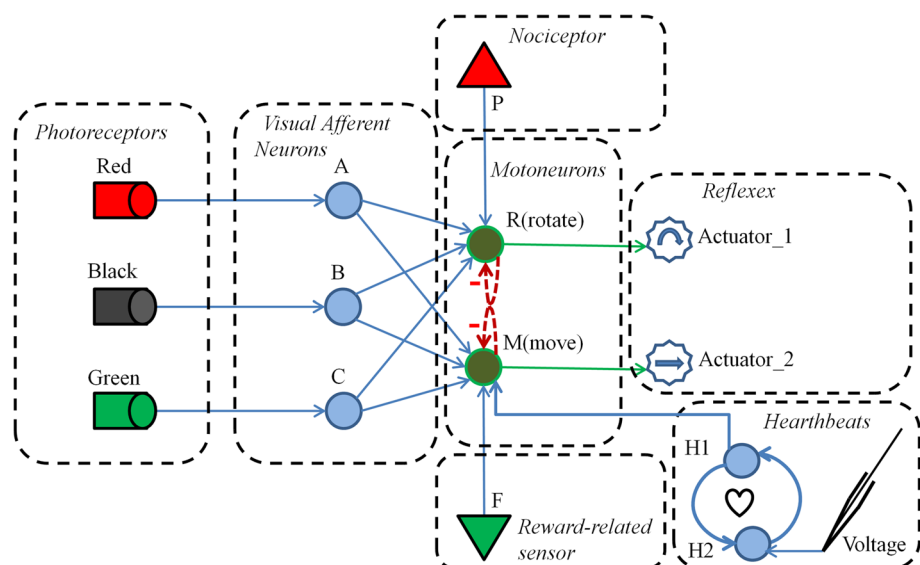 Nociceptor
P
Photoreceptors
Red
Black
Green
Visual Afferent
Neurons
A
B
C
Motoneurons
R(rotate)
-
-
M(move)
Reflexex
Actuator_1
Actuator_2
F
Reward-related
sensor
Hearthbeats
H1
H2
Voltage